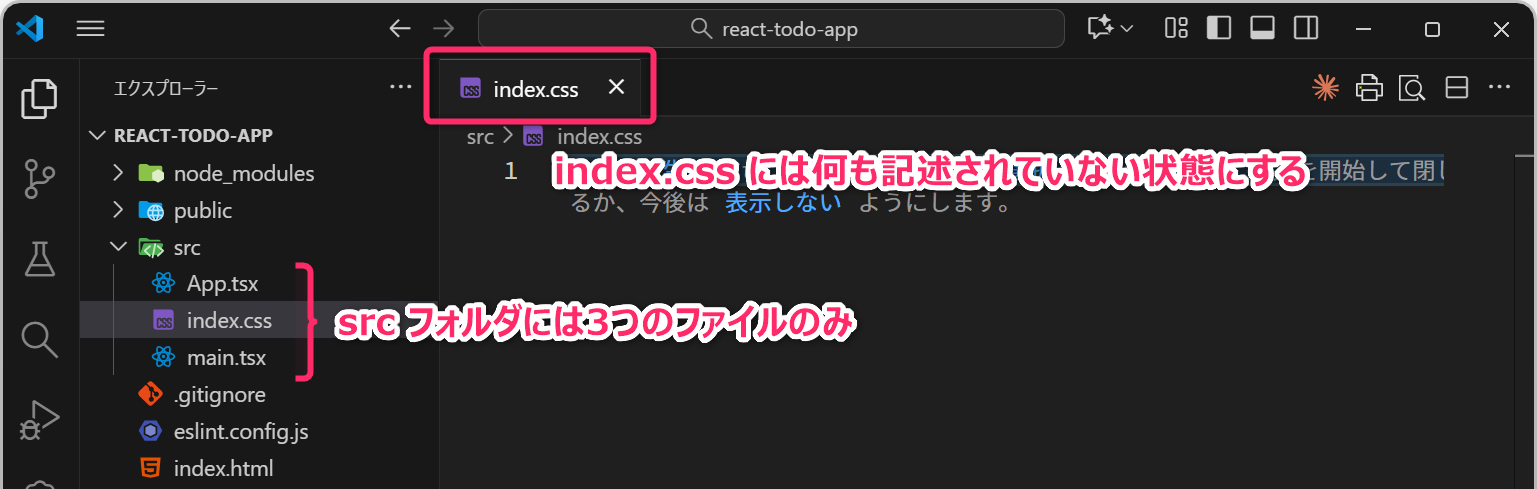 react-todo-app
エクスプローラー
index.css
REACT-TODO-APP
src > index.css
node_modules
1
index.css には何も記述されていない状態にする
を開始して閉じ
るか、今後は 表示しない ようにします。
public
src
App.tsx
index.css
src フォルダには3つのファイルのみ
main.tsx
.gitignore
eslint.config.js
index.html